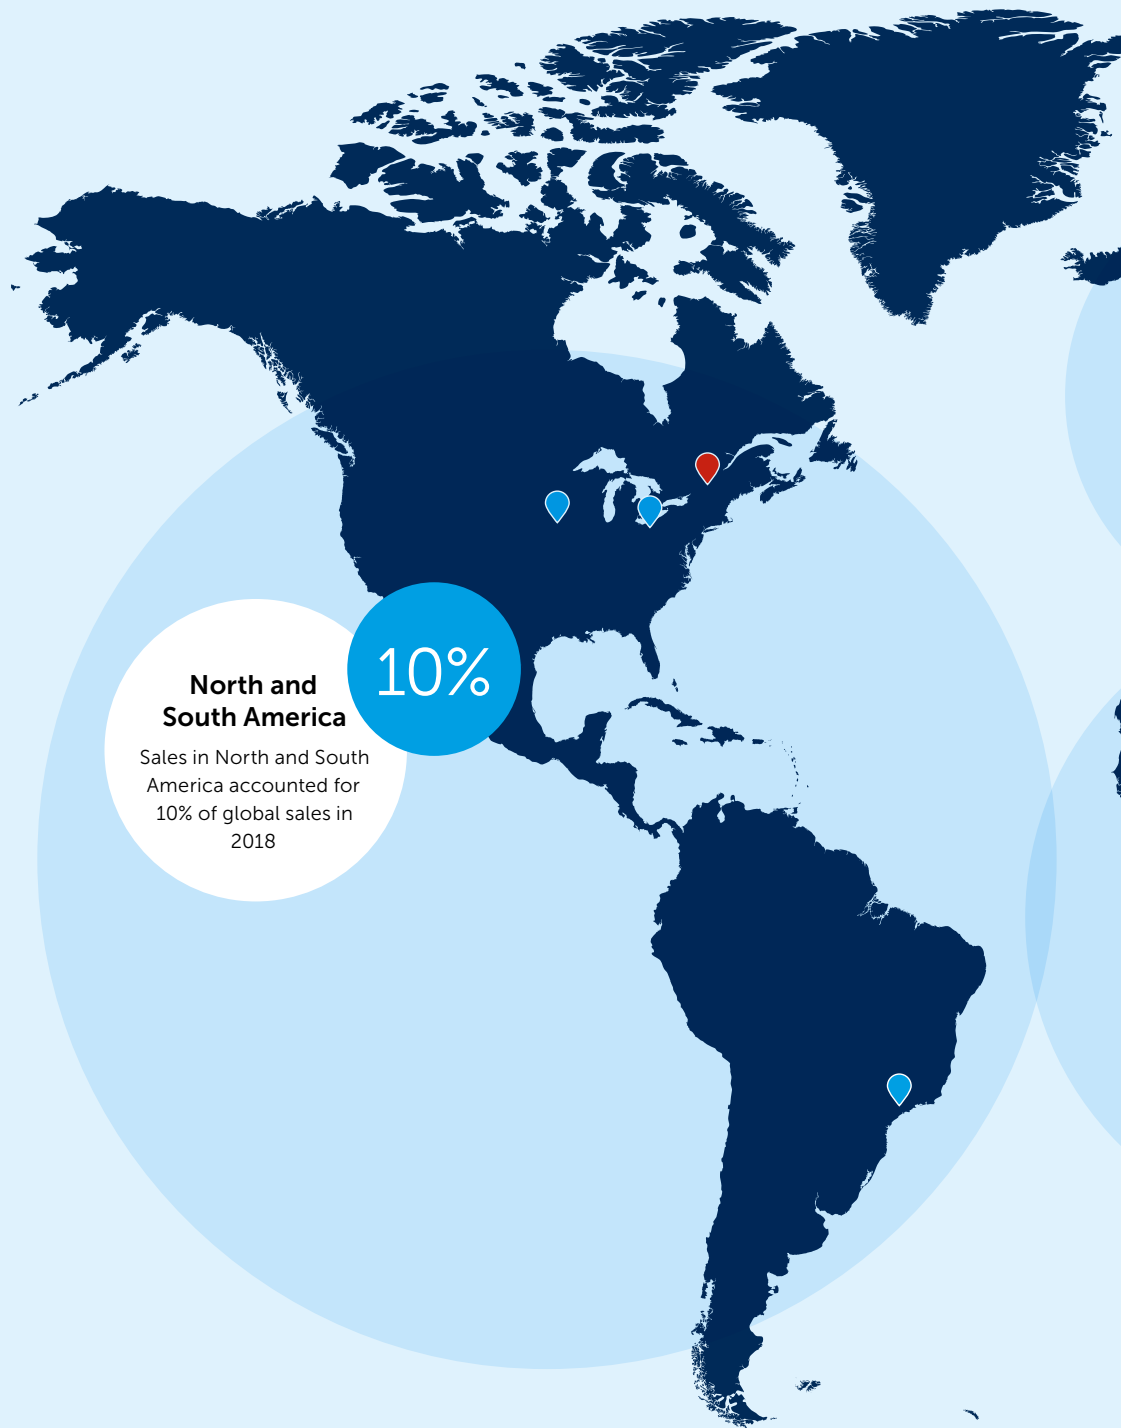 10%
North and
South America
Sales in North and South
America accounted for
10% of global sales in
2018